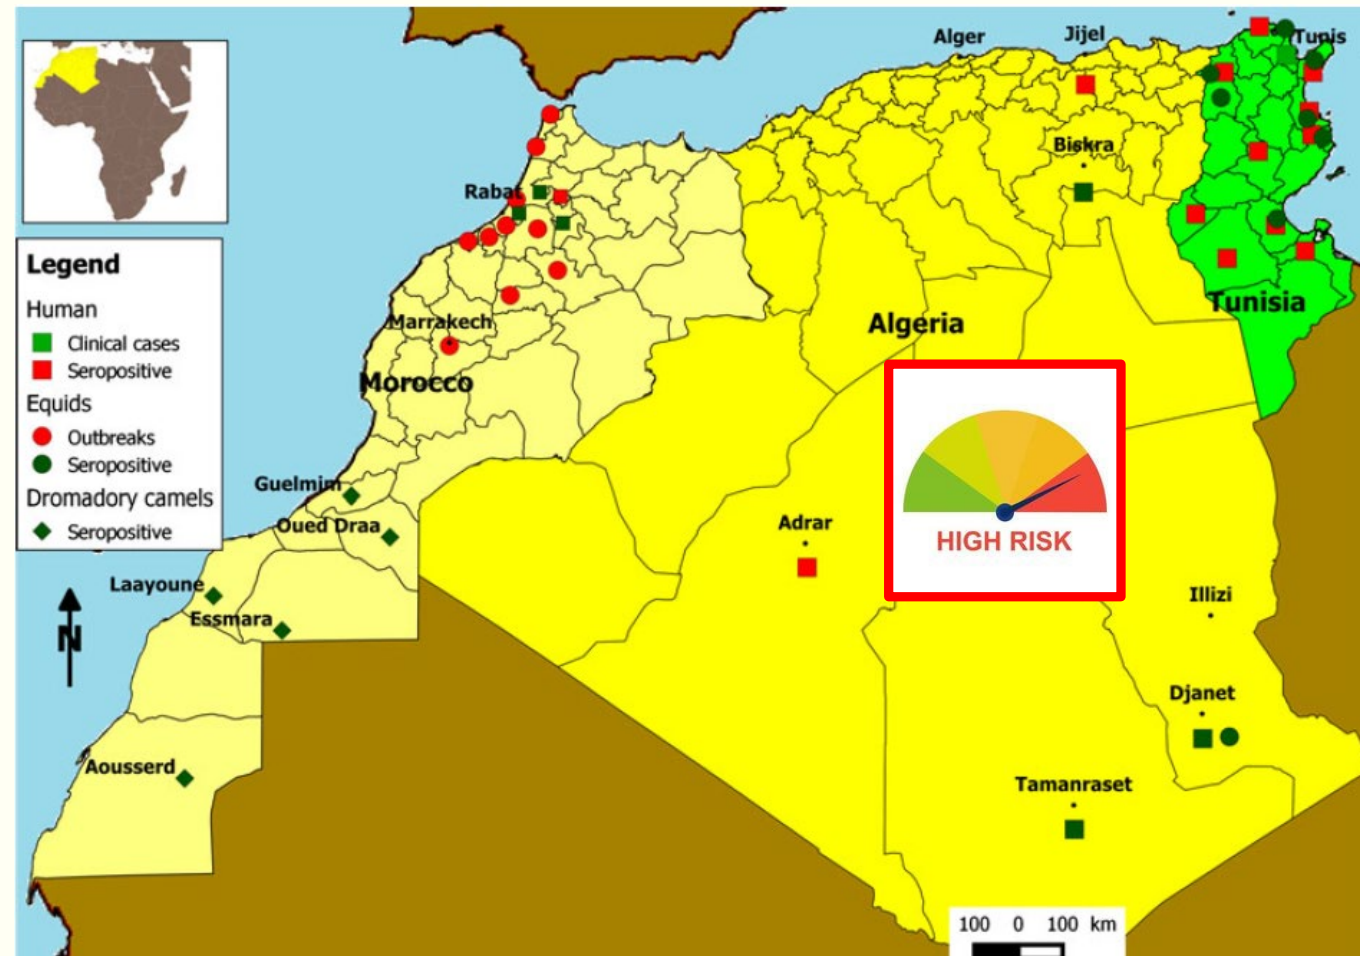 Alger
Jijel
Tunis
Biskra
Rabat
Legend
Human
Clinical cases
Seropositive
Equids
Outbreaks
Seropositive
Dromadory camels
Seropositive
Tunisia
Algeria
Marrakech
Morocco
Guelmim
Oued Draa
Adrar
HIGH RISK
Laayoune
Essmara
Illizi
N
Djanet
Aousserd
Tamanraset
100 0 100 km